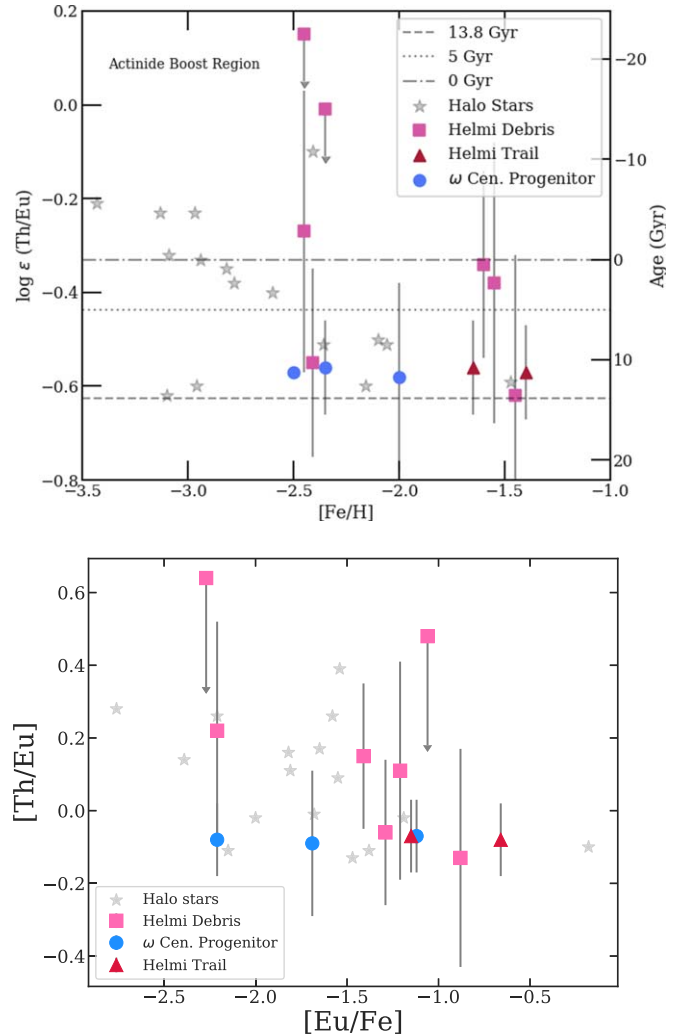 0.2
0.0
−0.2
−0.4
−0.6
−0.8
log ε (Th/Eu)
Actinide Boost Region
13.8 Gyr
5 Gyr
0 Gyr
Halo Stars
Helmi Debris
Helmi Trail
ω Cen. Progenitor
−20
−10
0
10
20
Age (Gyr)
−3.5 −3.0 −2.5 −2.0 −1.5 −1.0
[Fe/H]
0.6
0.4
0.2
0.0
−0.2
−0.4
[Th/Eu]
Halo stars
Helmi Debris
ω Cen. Progenitor
Helmi Trail
−2.5 −2.0 −1.5 −1.0 −0.5
[Eu/Fe]